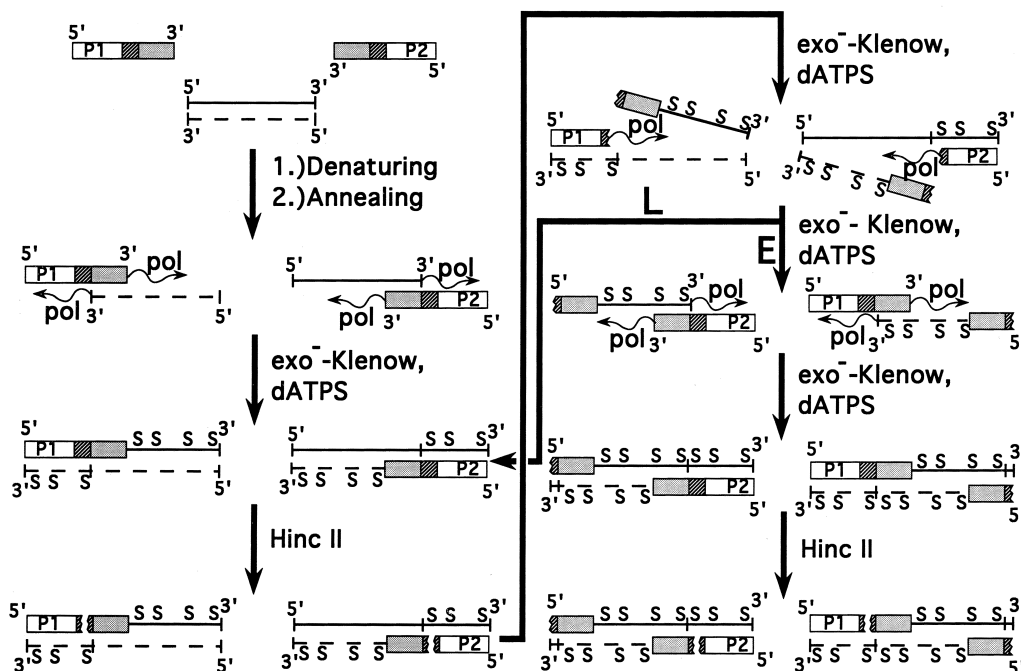 5' 3'
P1
P2
3' 5'
5' 3'
3' 5'
1.)Denaturing
2.)Annealing
5' 3'
P1 pol
pol 3' 5'
5' 3' pol
pol 3' P2 5'
exo⁻-Klenow,
dATPS
5' P1 S S S S 3'
3' S S S 5'
5' S S S 3'
3' S S S S P2 5'
Hinc II
5' P1 S S S S 3'
3' S S S 5'
5' S S S 3'
3' S S S S P2 5'
exo⁻-Klenow,
dATPS
5' P1 pol S S S S 3'
3' S S S 5'
5' S S S 3'
3' S S S S pol P2 5'
L
E
exo⁻- Klenow,
dATPS
5' S S S S 3' pol
pol 3' P2 5'
5' P1 3' pol
pol 3' S S S S 5
exo⁻-Klenow,
dATPS
5' S S S S S S S 3'
3' S S S S P2 5'
5' P1 S S S S 3'
3' S S S S S S S 5
Hinc II
5' S S S S S S S 3'
3' S S S S P2 5'
5' P1 S S S S 3
3' S S S S S S S 5